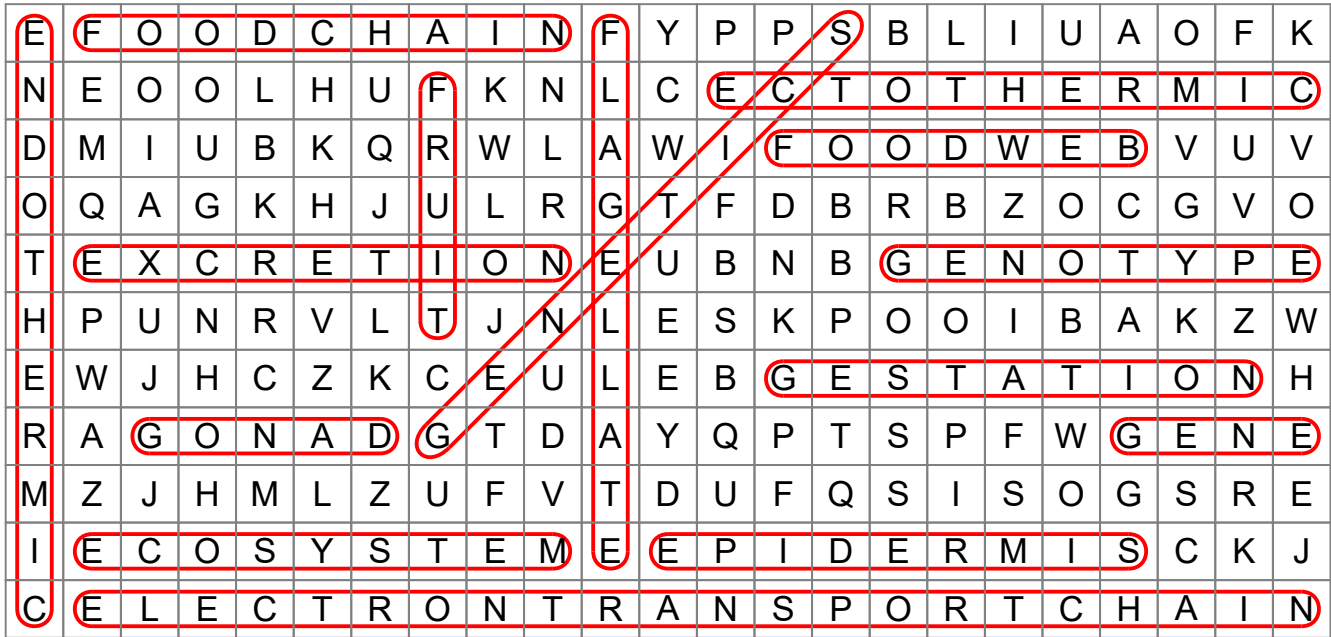 E F O O D C H A I N F Y P P S B L I U A O F K
N E O O L H U F K N L C E C T O T H E R M I C
D M I U B K Q R W L A W I F O O D W E B V U V
O Q A G K H J U L R G T F D B R B Z O C G V O
T E X C R E T I O N E U B N B G E N O T Y P E
H P U N R V L T J N L E S K P O O I B A K Z W
E W J H C Z K C E U L E B G E S T A T I O N H
R A G O N A D G T D A Y Q P T S P F W G E N E
M Z J H M L Z U F V T D U F Q S I S O G S R E
I E C O S Y S T E M E E P I D E R M I S C K J
C E L E C T R O N T R A N S P O R T C H A I N